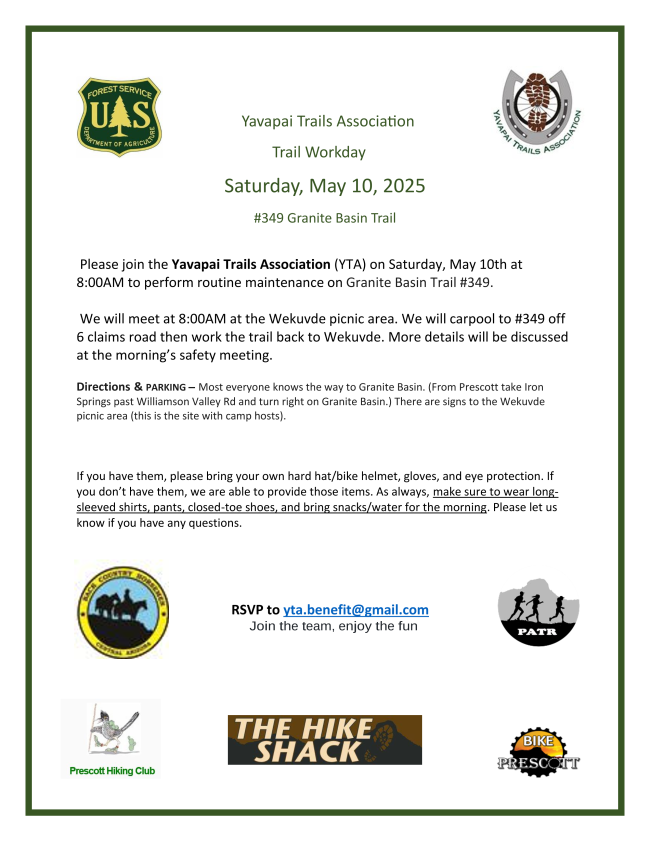 FOREST SERVICE
U S
DEPARTMENT OF AGRICULTURE
YAVAPAI TRAILS ASSOCIATION
Yavapai Trails Association
Trail Workday
Saturday, May 10, 2025
#349 Granite Basin Trail
Please join the Yavapai Trails Association (YTA) on Saturday, May 10th at
8:00AM to perform routine maintenance on Granite Basin Trail #349.
We will meet at 8:00AM at the Wekuvde picnic area. We will carpool to #349 off
6 claims road then work the trail back to Wekuvde. More details will be discussed
at the morning's safety meeting.
Directions & PARKING – Most everyone knows the way to Granite Basin. (From Prescott take Iron
Springs past Williamson Valley Rd and turn right on Granite Basin.) There are signs to the Wekuvde
picnic area (this is the site with camp hosts).
If you have them, please bring your own hard hat/bike helmet, gloves, and eye protection. If
you don't have them, we are able to provide those items. As always, make sure to wear long-
sleeved shirts, pants, closed-toe shoes, and bring snacks/water for the morning. Please let us
know if you have any questions.
BACK COUNTRY HORSEMEN
CENTRAL ARIZONA
RSVP to yta.benefit@gmail.com
Join the team, enjoy the fun
PATR
Prescott Hiking Club
THE HIKE
SHACK
BIKE
PRESCOTT